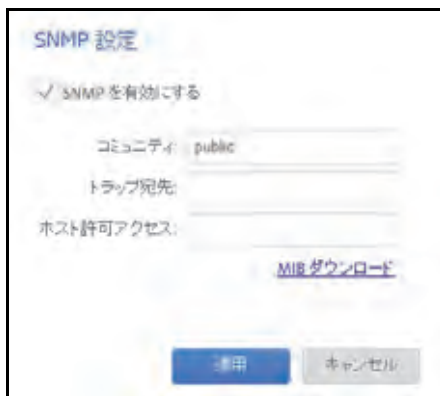 SNMP 設定
✓ SNMP を有効にする
コミュニティ: public
トラップ宛先:
ホスト許可アクセス:
MIB ダウンロード
適用 キャンセル